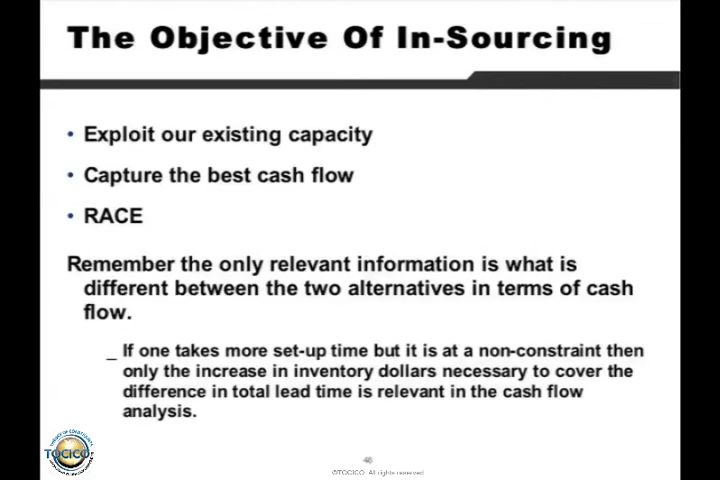 The Objective Of In-Sourcing
• Exploit our existing capacity
• Capture the best cash flow
• RACE
Remember the only relevant information is what is
different between the two alternatives in terms of cash
flow.
_ If one takes more set-up time but it is at a non-constraint then
only the increase in inventory dollars necessary to cover the
difference in total lead time is relevant in the cash flow
analysis.
TOCICO
46
©TOCICO. All rights reserved